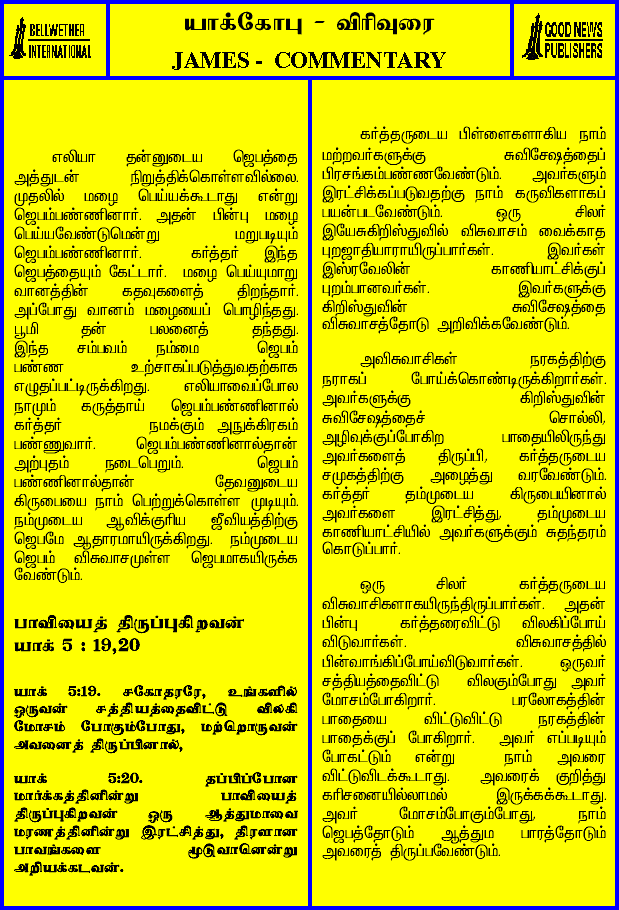 BELLWETHER
INTERNATIONAL
யாக்கோபு - விரிவுரை
JAMES - COMMENTARY
GOOD NEWS
PUBLISHERS
எலியா தன்னுடைய ஜெபத்தை
அத்துடன் நிறுத்திக்கொள்ளவில்லை.
முதலில் மழை பெய்யக்கூடாது என்று
ஜெபம்பண்ணினார். அதன் பின்பு மழை
பெய்யவேண்டுமென்று மறுபடியும்
ஜெபம்பண்ணினார். கர்த்தர் இந்த
ஜெபத்தையும் கேட்டார். மழை பெய்யுமாறு
வானத்தின் கதவுகளைத் திறந்தார்.
அப்போது வானம் மழையைப் பொழிந்தது.
பூமி தன் பலனைத் தந்தது.
இந்த சம்பவம் நம்மை ஜெபம்
பண்ண உற்சாகப்படுத்துவதற்காக
எழுதப்பட்டிருக்கிறது. எலியாவைப்போல
நாமும் கருத்தாய் ஜெபம்பண்ணினால்
கர்த்தர் நமக்கும் அநுக்கிரகம்
பண்ணுவார். ஜெபம்பண்ணினால்தான்
அற்புதம் நடைபெறும். ஜெபம்
பண்ணினால்தான் தேவனுடைய
கிருபையை நாம் பெற்றுக்கொள்ள முடியும்.
நம்முடைய ஆவிக்குரிய ஜீவியத்திற்கு
ஜெபமே ஆதாரமாயிருக்கிறது. நம்முடைய
ஜெபம் விசுவாசமுள்ள ஜெபமாகயிருக்க
வேண்டும்.
பாவியைத் திருப்புகிறவன்
யாக் 5 : 19,20
யாக் 5:19. சகோதரரே, உங்களில்
ஒருவன் சத்தியத்தைவிட்டு விலகி
மோசம் போகும்போது, மற்றொருவன்
அவனைத் திருப்பினால்,
யாக் 5:20. தப்பிப்போன
மார்க்கத்தினின்று பாவியைத்
திருப்புகிறவன் ஒரு ஆத்துமாவை
மரணத்தினின்று இரட்சித்து, திரளான
பாவங்களை மூடுவானென்று
அறியக்கடவன்.
கர்த்தருடைய பிள்ளைகளாகிய நாம்
மற்றவர்களுக்கு சுவிசேஷத்தைப்
பிரசங்கம்பண்ணவேண்டும். அவர்களும்
இரட்சிக்கப்படுவதற்கு நாம் கருவிகளாகப்
பயன்படவேண்டும். ஒரு சிலர்
இயேசுகிறிஸ்துவில் விசுவாசம் வைக்காத
புறஜாதியாராயிருப்பார்கள். இவர்கள்
இஸ்ரவேலின் காணியாட்சிக்குப்
புறம்பானவர்கள். இவர்களுக்கு
கிறிஸ்துவின் சுவிசேஷத்தை
விசுவாசத்தோடு அறிவிக்கவேண்டும்.
அவிசுவாசிகள் நரகத்திற்கு
நேராகப் போய்க்கொண்டிருக்கிறார்கள்.
அவர்களுக்கு கிறிஸ்துவின்
சுவிசேஷத்தைச் சொல்லி,
அழிவுக்குப்போகிற பாதையிலிருந்து
அவர்களைத் திருப்பி, கர்த்தருடைய
சமுகத்திற்கு அழைத்து வரவேண்டும்.
கர்த்தர் தம்முடைய கிருபையினால்
அவர்களை இரட்சித்து, தம்முடைய
காணியாட்சியில் அவர்களுக்கும் சுதந்தரம்
கொடுப்பார்.
ஒரு சிலர் கர்த்தருடைய
விசுவாசிகளாகயிருந்திருப்பார்கள். அதன்
பின்பு கர்த்தரைவிட்டு விலகிப்போய்
விடுவார்கள். விசுவாசத்தில்
பின்வாங்கிப்போய்விடுவார்கள். ஒருவர்
சத்தியத்தைவிட்டு விலகும்போது அவர்
மோசம்போகிறார். பரலோகத்தின்
பாதையை விட்டுவிட்டு நரகத்தின்
பாதைக்குப் போகிறார். அவர் எப்படியும்
போகட்டும் என்று நாம் அவரை
விட்டுவிடக்கூடாது. அவரைக் குறித்து
கரிசனையில்லாமல் இருக்கக்கூடாது.
அவர் மோசம்போகும்போது, நாம்
ஜெபத்தோடும் ஆத்தும பாரத்தோடும்
அவரைத் திருப்பவேண்டும்.